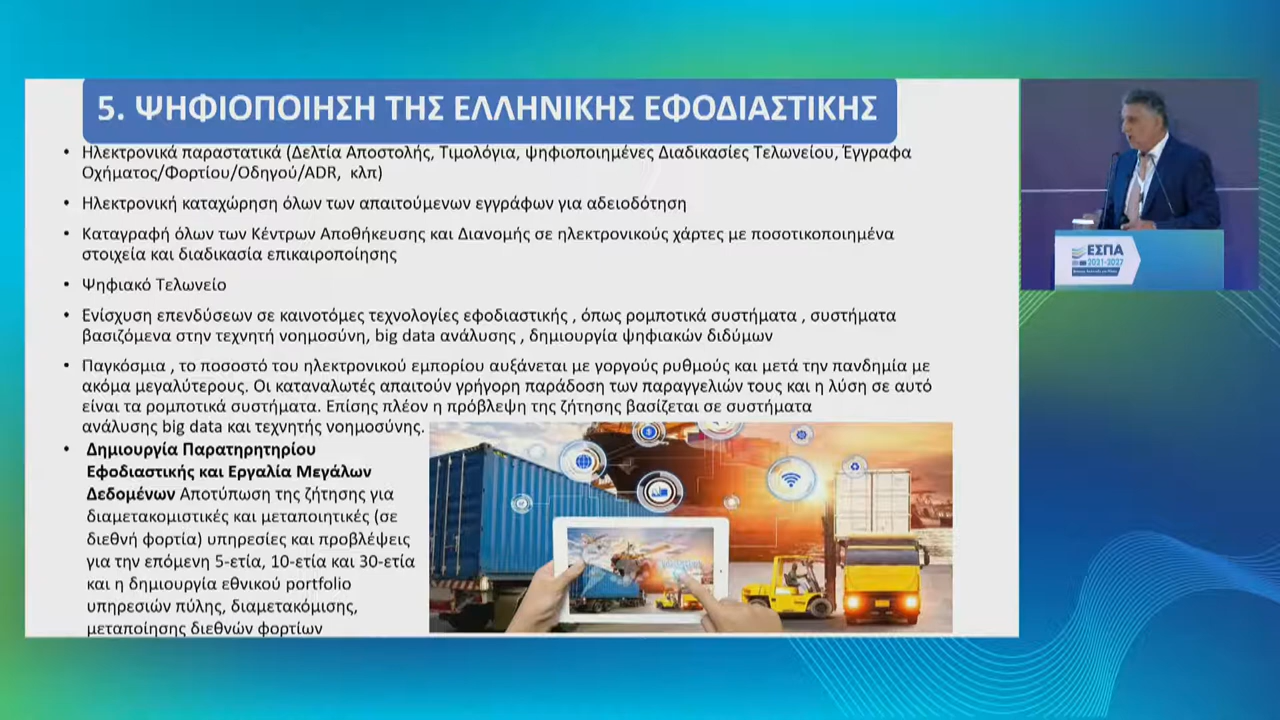 5. ΨΗΦΙΟΠΟΙΗΣΗ ΤΗΣ ΕΛΛΗΝΙΚΗΣ ΕΦΟΔΙΑΣΤΙΚΗΣ
• Ηλεκτρονικά παραστατικά (Δελτία Αποστολής, Τιμολόγια, ψηφιοποιημένες Διαδικασίες Τελωνείου, Έγγραφα
Οχήματος/Φορτίου/Οδηγού/ADR, κλπ)
• Ηλεκτρονική καταχώρηση όλων των απαιτούμενων εγγράφων για αδειοδότηση
• Καταγραφή όλων των Κέντρων Αποθήκευσης και Διανομής σε ηλεκτρονικούς χάρτες με ποσοτικοποιημένα
στοιχεία και διαδικασία επικαιροποίησης
• Ψηφιακό Τελωνείο
• Ενίσχυση επενδύσεων σε καινοτόμες τεχνολογίες εφοδιαστικής , όπως ρομποτικά συστήματα , συστήματα
βασιζόμενα στην τεχνητή νοημοσύνη, big data ανάλυσης , δημιουργία ψηφιακών διδύμων
• Παγκόσμια , το ποσοστό του ηλεκτρονικού εμπορίου αυξάνεται με γοργούς ρυθμούς και μετά την πανδημία με
ακόμα μεγαλύτερους. Οι καταναλωτές απαιτούν γρήγορη παράδοση των παραγγελιών τους και η λύση σε αυτό
είναι τα ρομποτικά συστήματα. Επίσης πλέον η πρόβλεψη της ζήτησης βασίζεται σε συστήματα
ανάλυσης big data και τεχνητής νοημοσύνης.
• Δημιουργία Παρατηρητηρίου
Εφοδιαστικής και Εργαλία Μεγάλων
Δεδομένων Αποτύπωση της ζήτησης για
διαμετακομιστικές και μεταποιητικές (σε
διεθνή φορτία) υπηρεσίες και προβλέψεις
για την επόμενη 5-ετία, 10-ετία και 30-ετία
και η δημιουργία εθνικού portfolio
υπηρεσιών πύλης, διαμετακόμισης,
μεταποίησης διεθνών φορτίων
ΕΣΠΑ
2021-2027